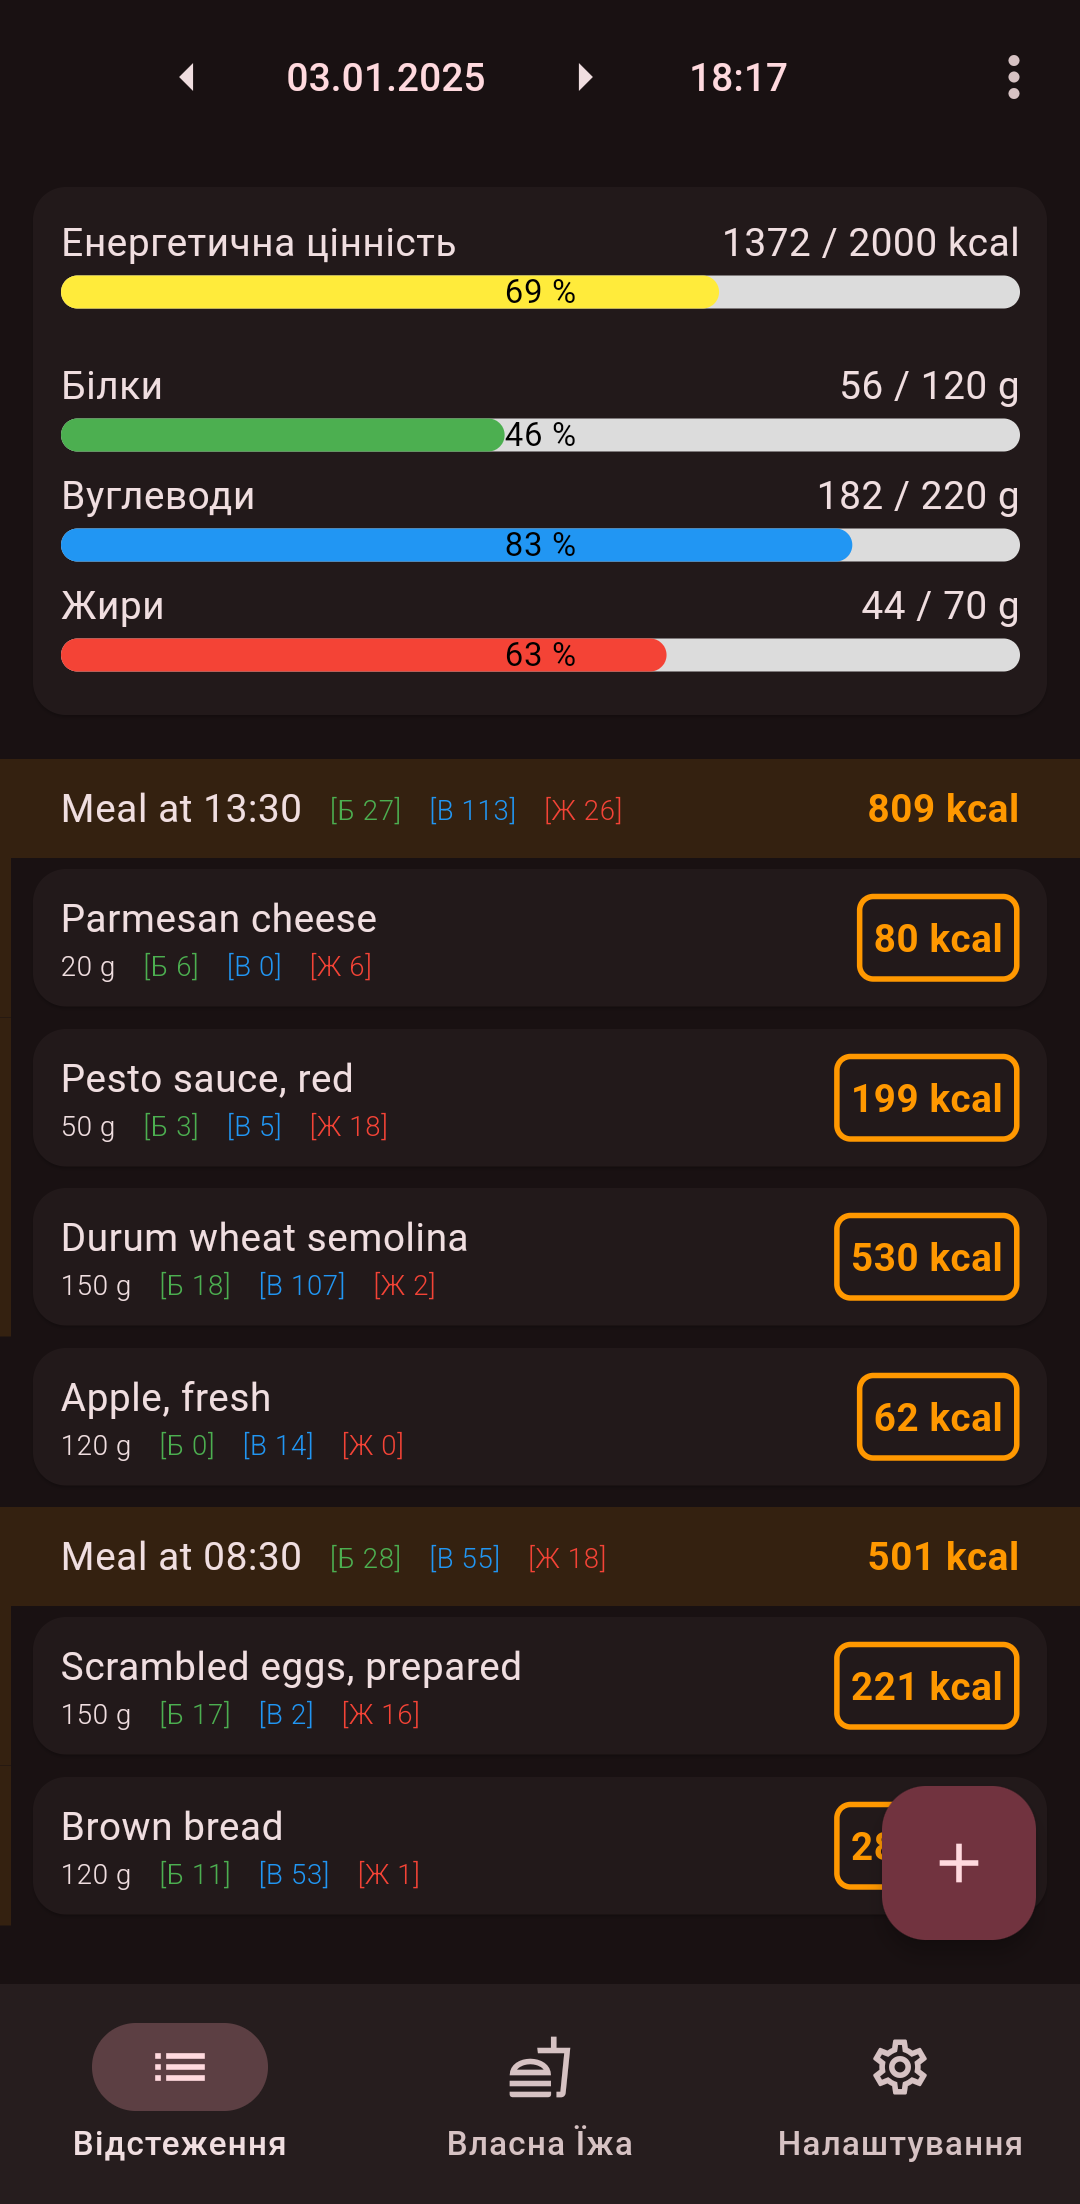 03.01.2025 18:17
Енергетична цінність 1372 / 2000 kcal
69 %
Білки 56 / 120 g
46 %
Вуглеводи 182 / 220 g
83 %
Жири 44 / 70 g
63 %
Meal at 13:30 [Б 27] [В 113] [Ж 26] 809 kcal
Parmesan cheese
20 g [Б 6] [В 0] [Ж 6] 80 kcal
Pesto sauce, red
50 g [Б 3] [В 5] [Ж 18] 199 kcal
Durum wheat semolina
150 g [Б 18] [В 107] [Ж 2] 530 kcal
Apple, fresh
120 g [Б 0] [В 14] [Ж 0] 62 kcal
Meal at 08:30 [Б 28] [В 55] [Ж 18] 501 kcal
Scrambled eggs, prepared
150 g [Б 17] [В 2] [Ж 16] 221 kcal
Brown bread
120 g [Б 11] [В 53] [Ж 1]
Відстеження Власна Їжа Налаштування